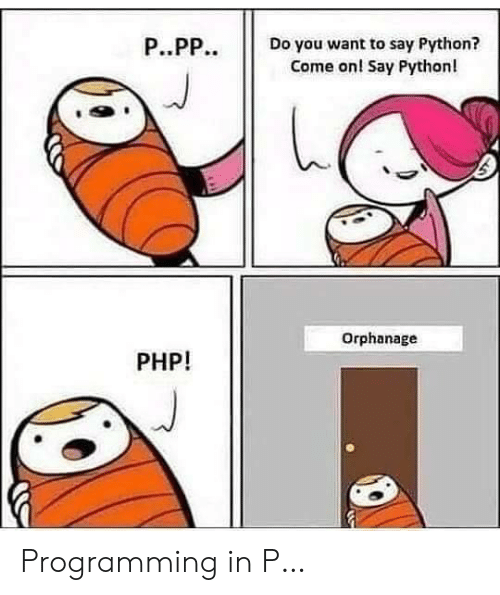 P..PP..
Do you want to say Python?
Come on! Say Python!
PHP!
Orphanage
Programming in P...